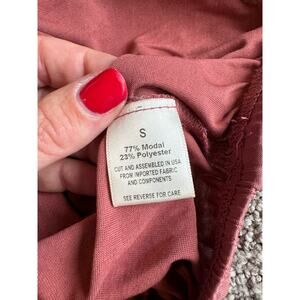 S
77% Modal
23% Polyester
CUT AND ASSEMBLED IN USA
FROM IMPORTED FABRIC
AND COMPONENTS
SEE REVERSE FOR CARE